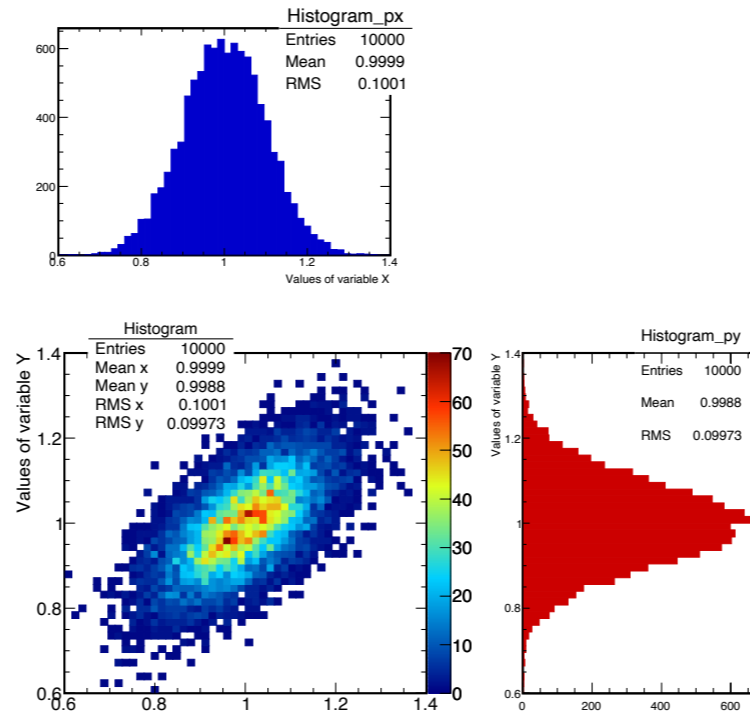 Histogram_px
Entries 10000
Mean 0.9999
RMS 0.1001
600
400
200
0
0.6 0.8 1 1.2 1.4
Values of variable X
Histogram
Entries 10000
Mean x 0.9999
Mean y 0.9988
RMS x 0.1001
RMS y 0.09973
Values of variable Y
1.4
1.2
1
0.8
0.6
0.6 0.8 1 1.2 1.4
70
60
50
40
30
20
10
0
Histogram_py
Entries 10000
Mean 0.9988
RMS 0.09973
Values of variable Y
1.4
1.2
1
0.8
0.6
0 200 400 600